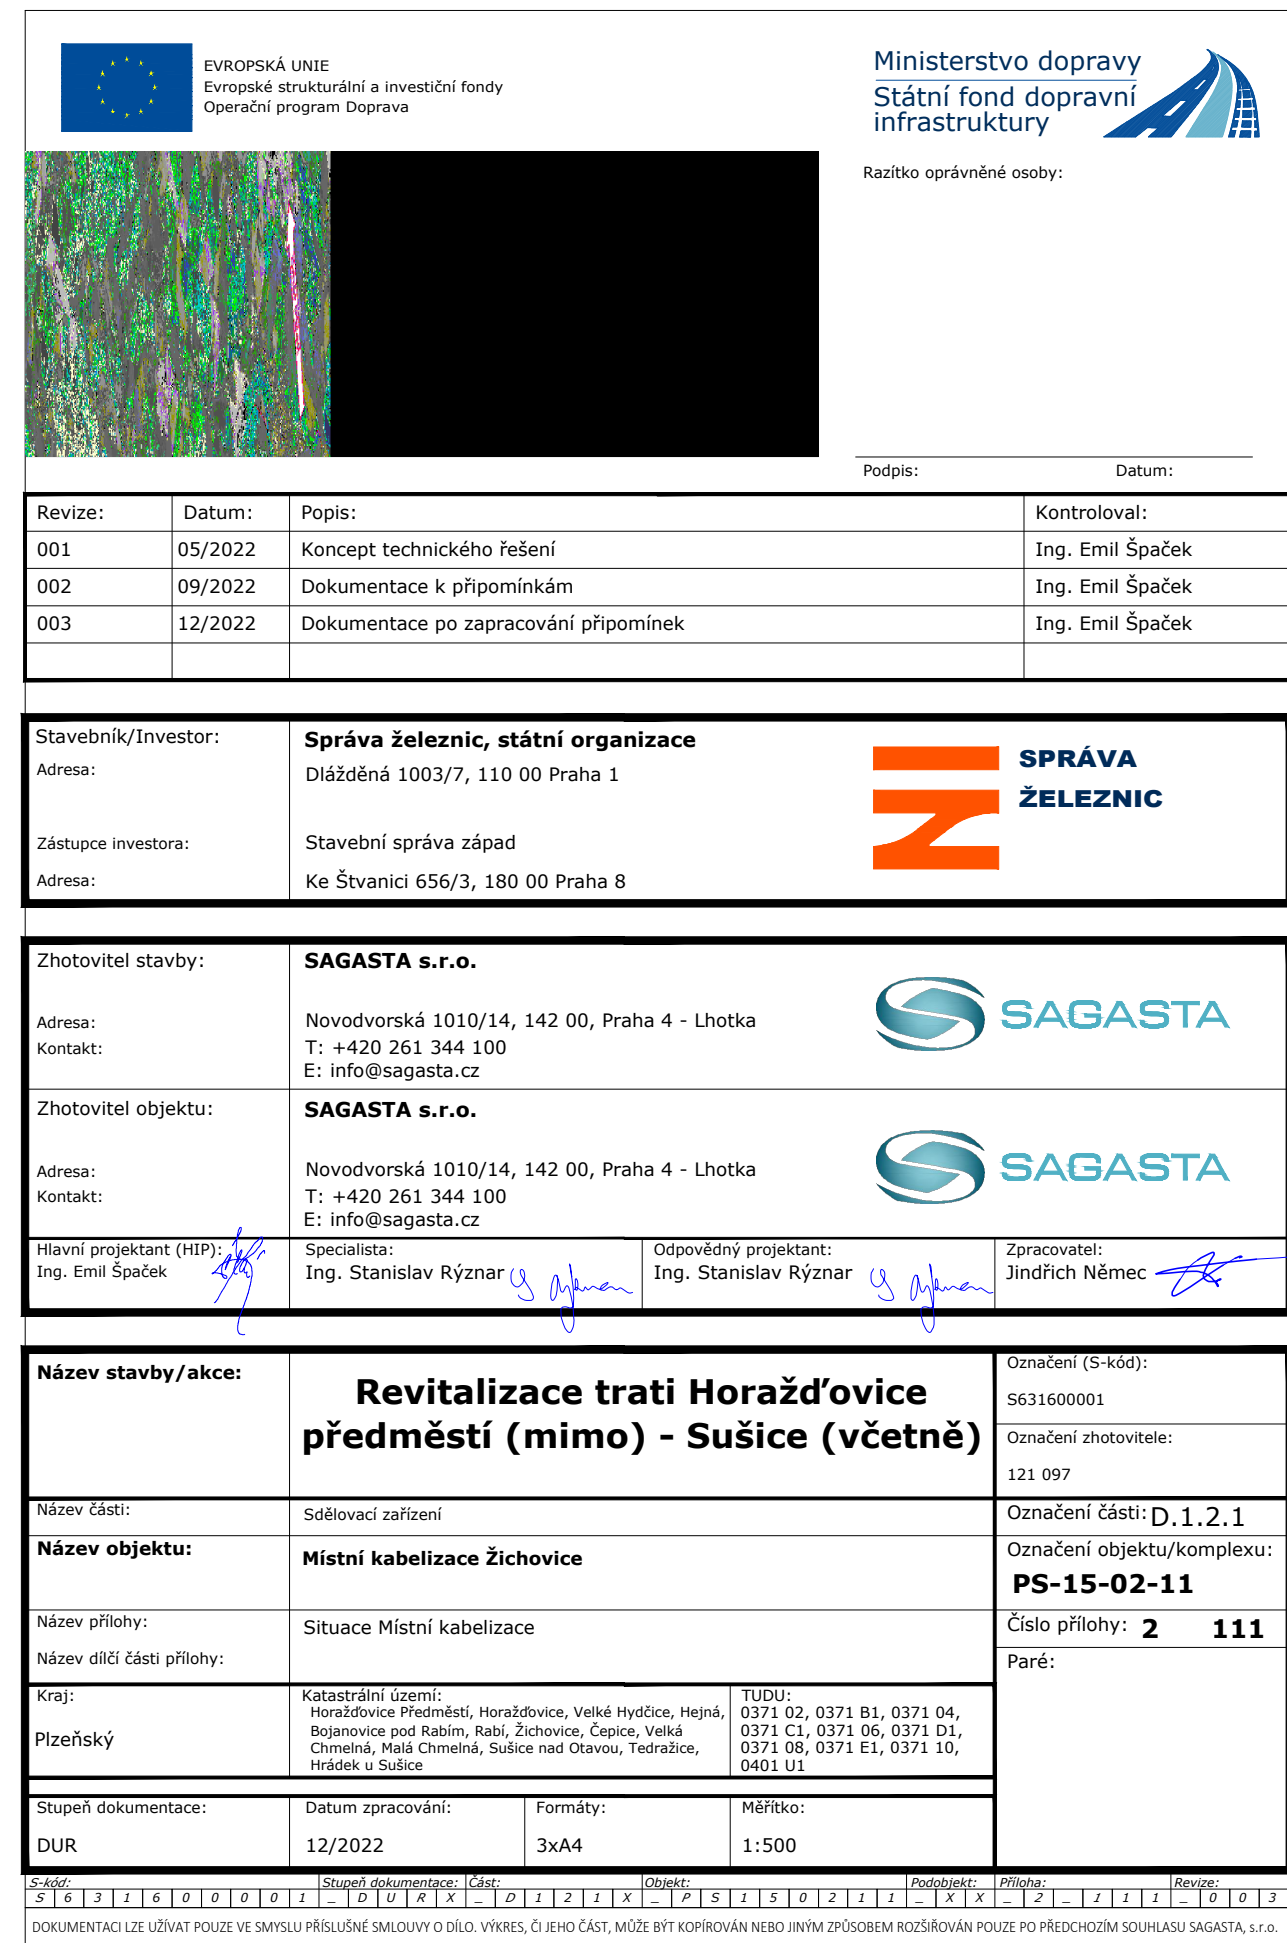 EVROPSKÁ UNIE
Evropské strukturální a investiční fondy
Operační program Doprava
Ministerstvo dopravy
Státní fond dopravní
infrastruktury
Razítko oprávněné osoby:
Podpis: Datum:
Revize: Datum: Popis: Kontroloval:
001 05/2022 Koncept technického řešení Ing. Emil Špaček
002 09/2022 Dokumentace k připomínkám Ing. Emil Špaček
003 12/2022 Dokumentace po zapracování připomínek Ing. Emil Špaček
Stavebník/Investor: Správa železnic, státní organizace
Adresa: Dlážděná 1003/7, 110 00 Praha 1
SPRÁVA
ŽELEZNIC
Zástupce investora: Stavební správa západ
Adresa: Ke Štvanici 656/3, 180 00 Praha 8
Zhotovitel stavby: SAGASTA s.r.o.
SAGASTA
Adresa: Novodvorská 1010/14, 142 00, Praha 4 - Lhotka
Kontakt: T: +420 261 344 100
E: info@sagasta.cz
Zhotovitel objektu: SAGASTA s.r.o.
SAGASTA
Adresa: Novodvorská 1010/14, 142 00, Praha 4 - Lhotka
Kontakt: T: +420 261 344 100
E: info@sagasta.cz
Hlavní projektant (HIP): Specialista: Odpovědný projektant: Zpracovatel:
Ing. Emil Špaček Ing. Stanislav Rýznar Ing. Stanislav Rýznar Jindřich Němec
Název stavby/akce: Revitalizace trati Horažďovice
předměstí (mimo) - Sušice (včetně)
Označení (S-kód):
S631600001
Označení zhotovitele:
121 097
Název části: Sdělovací zařízení Označení části: D.1.2.1
Název objektu: Místní kabelizace Žichovice Označení objektu/komplexu:
PS-15-02-11
Název přílohy: Situace Místní kabelizace Číslo přílohy: 2 111
Název dílčí části přílohy: Paré:
Kraj: Katastrální území: TUDU:
Plzeňský
Horažďovice Předměstí, Horažďovice, Velké Hydčice, Hejná,
Bojanovice pod Rabím, Rabí, Žichovice, Čepice, Velká
Chmelná, Malá Chmelná, Sušice nad Otavou, Tedražice,
Hrádek u Sušice
0371 02, 0371 B1, 0371 04,
0371 C1, 0371 06, 0371 D1,
0371 08, 0371 E1, 0371 10,
0401 U1
Stupeň dokumentace: Datum zpracování: Formáty: Měřítko:
DUR 12/2022 3xA4 1:500
S-kód: Stupeň dokumentace: Část: Objekt: Podobjekt: Příloha: Revize:
S 6 3 1 6 0 0 0 0 1 _ D U R X _ D 1 2 1 X _ P S 1 5 0 2 1 1 _ X X _ 2 _ 1 1 1 _ 0 0 3
DOKUMENTACI LZE UŽÍVAT POUZE VE SMYSLU PŘÍSLUŠNÉ SMLOUVY O DÍLO. VÝKRES, ČI JEHO ČÁST, MŮŽE BÝT KOPÍROVÁN NEBO JINÝM ZPŮSOBEM ROZŠIŘOVÁN POUZE PO PŘEDCHOZÍM SOUHLASU SAGASTA, s.r.o.